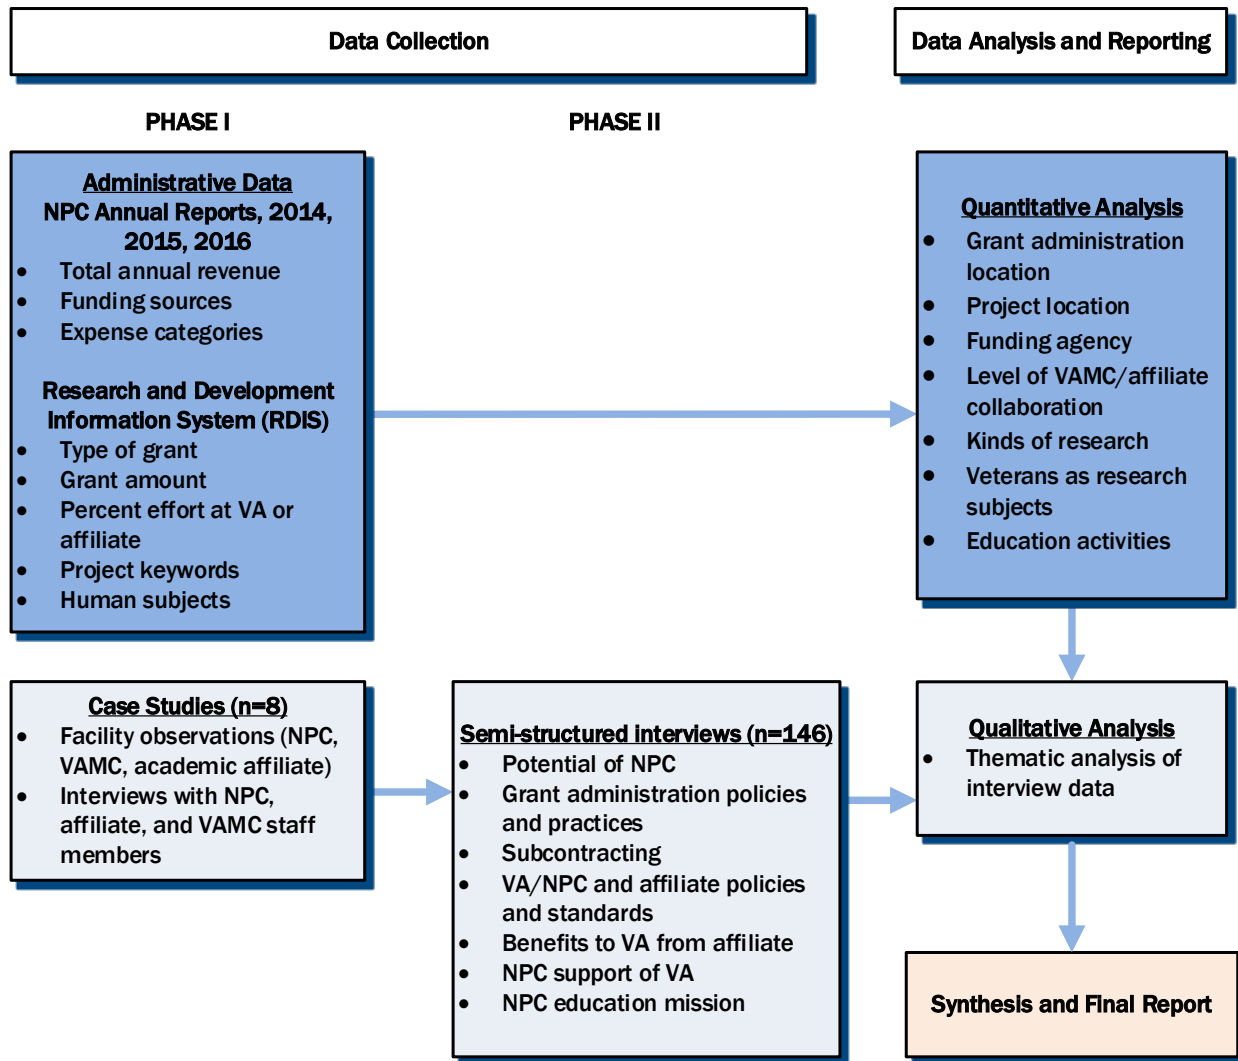 Data Collection
Data Analysis and Reporting
PHASE I
PHASE II
Administrative Data
NPC Annual Reports, 2014,
2015, 2016
• Total annual revenue
• Funding sources
• Expense categories
Research and Development
Information System (RDIS)
• Type of grant
• Grant amount
• Percent effort at VA or
affiliate
• Project keywords
• Human subjects
Quantitative Analysis
• Grant administration
location
• Project location
• Funding agency
• Level of VAMC/affiliate
collaboration
• Kinds of research
• Veterans as research
subjects
• Education activities
Case Studies (n=8)
• Facility observations (NPC,
VAMC, academic affiliate)
• Interviews with NPC,
affiliate, and VAMC staff
members
Semi-structured interviews (n=146)
• Potential of NPC
• Grant administration policies
and practices
• Subcontracting
• VA/NPC and affiliate policies
and standards
• Benefits to VA from affiliate
• NPC support of VA
• NPC education mission
Qualitative Analysis
• Thematic analysis of
interview data
Synthesis and Final Report